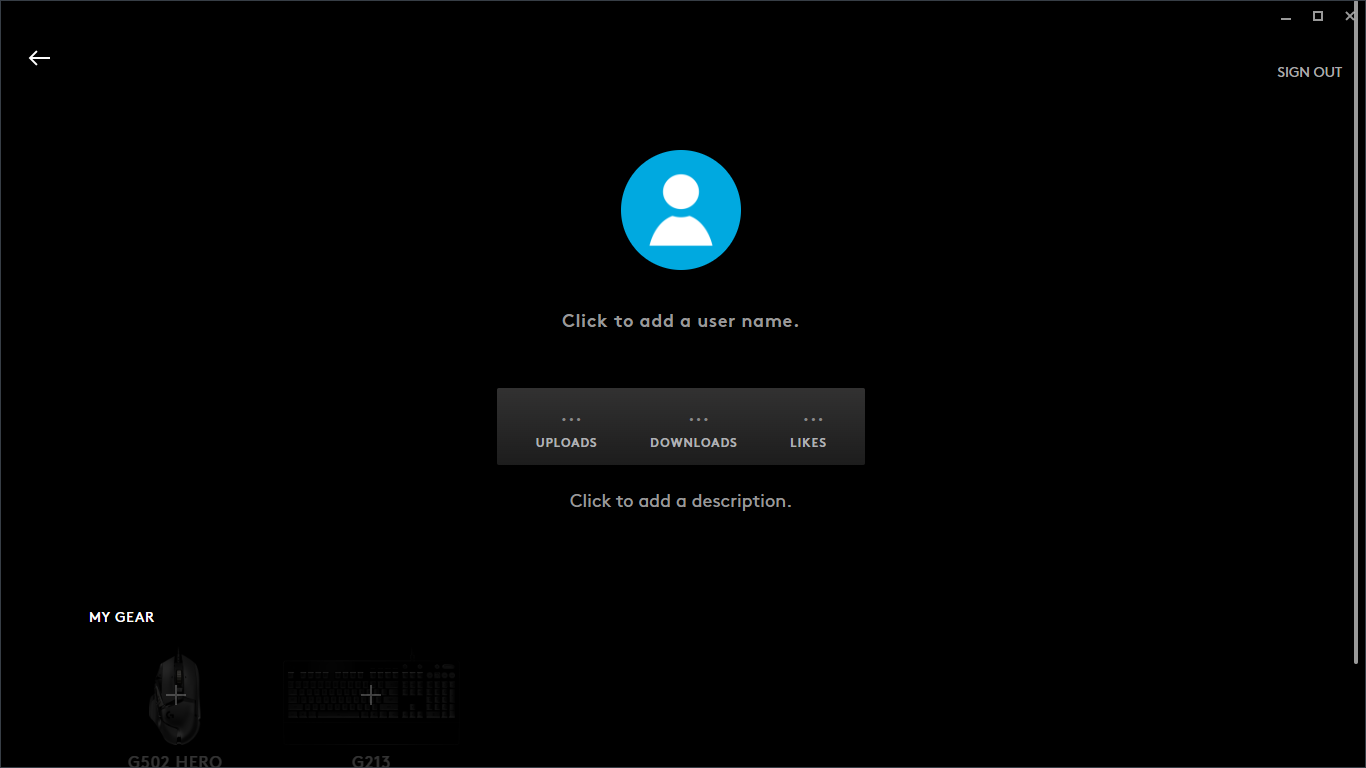 SIGN OUT
Click to add a user name.
... ... ...
UPLOADS DOWNLOADS LIKES
Click to add a description.
MY GEAR
G502 HERO G213